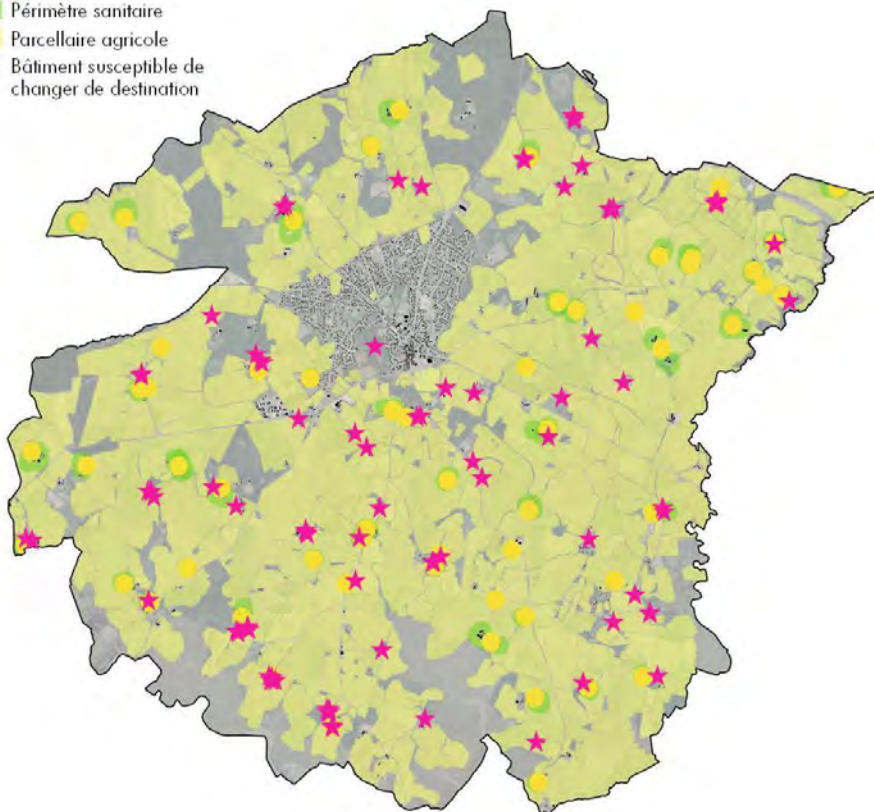 Périmètre sanitaire
Parcellaire agricole
Bâtiment susceptible de
changer de destination